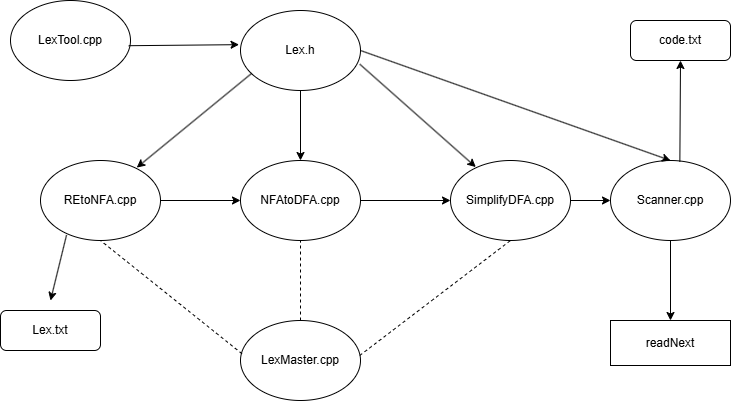 LexTool.cpp
Lex.h
code.txt
REtoNFA.cpp
NFAtoDFA.cpp
SimplifyDFA.cpp
Scanner.cpp
Lex.txt
LexMaster.cpp
readNext